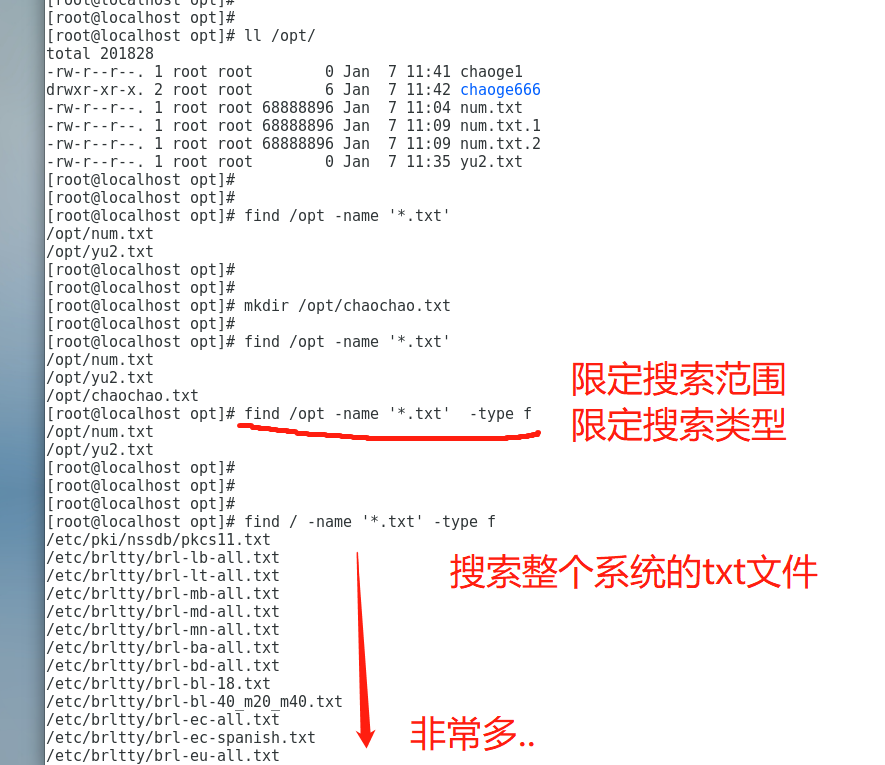 [root@localhost opt]#
[root@localhost opt]#
[root@localhost opt]# ll /opt/
total 201828
-rw-r--r--. 1 root root        0 Jan  7 11:41 chaoge1
drwxr-xr-x. 2 root root        6 Jan  7 11:42 chaoge666
-rw-r--r--. 1 root root 68888896 Jan  7 11:04 num.txt
-rw-r--r--. 1 root root 68888896 Jan  7 11:09 num.txt.1
-rw-r--r--. 1 root root 68888896 Jan  7 11:09 num.txt.2
-rw-r--r--. 1 root root        0 Jan  7 11:35 yu2.txt
[root@localhost opt]#
[root@localhost opt]#
[root@localhost opt]# find /opt -name '*.txt'
/opt/num.txt
/opt/yu2.txt
[root@localhost opt]#
[root@localhost opt]#
[root@localhost opt]# mkdir /opt/chaochao.txt
[root@localhost opt]#
[root@localhost opt]# find /opt -name '*.txt'
/opt/num.txt
/opt/yu2.txt
/opt/chaochao.txt
限定搜索范围
[root@localhost opt]# find /opt -name '*.txt'  -type f
限定搜索类型
/opt/num.txt
/opt/yu2.txt
[root@localhost opt]#
[root@localhost opt]#
[root@localhost opt]#
[root@localhost opt]# find / -name '*.txt' -type f
/etc/pki/nssdb/pkcs11.txt
/etc/brltty/brl-lb-all.txt
/etc/brltty/brl-lt-all.txt
搜索整个系统的txt文件
/etc/brltty/brl-mb-all.txt
/etc/brltty/brl-md-all.txt
/etc/brltty/brl-mn-all.txt
/etc/brltty/brl-ba-all.txt
/etc/brltty/brl-bd-all.txt
/etc/brltty/brl-bl-18.txt
/etc/brltty/brl-bl-40_m20_m40.txt
/etc/brltty/brl-ec-all.txt
/etc/brltty/brl-ec-spanish.txt
非常多..
/etc/brltty/brl-eu-all.txt